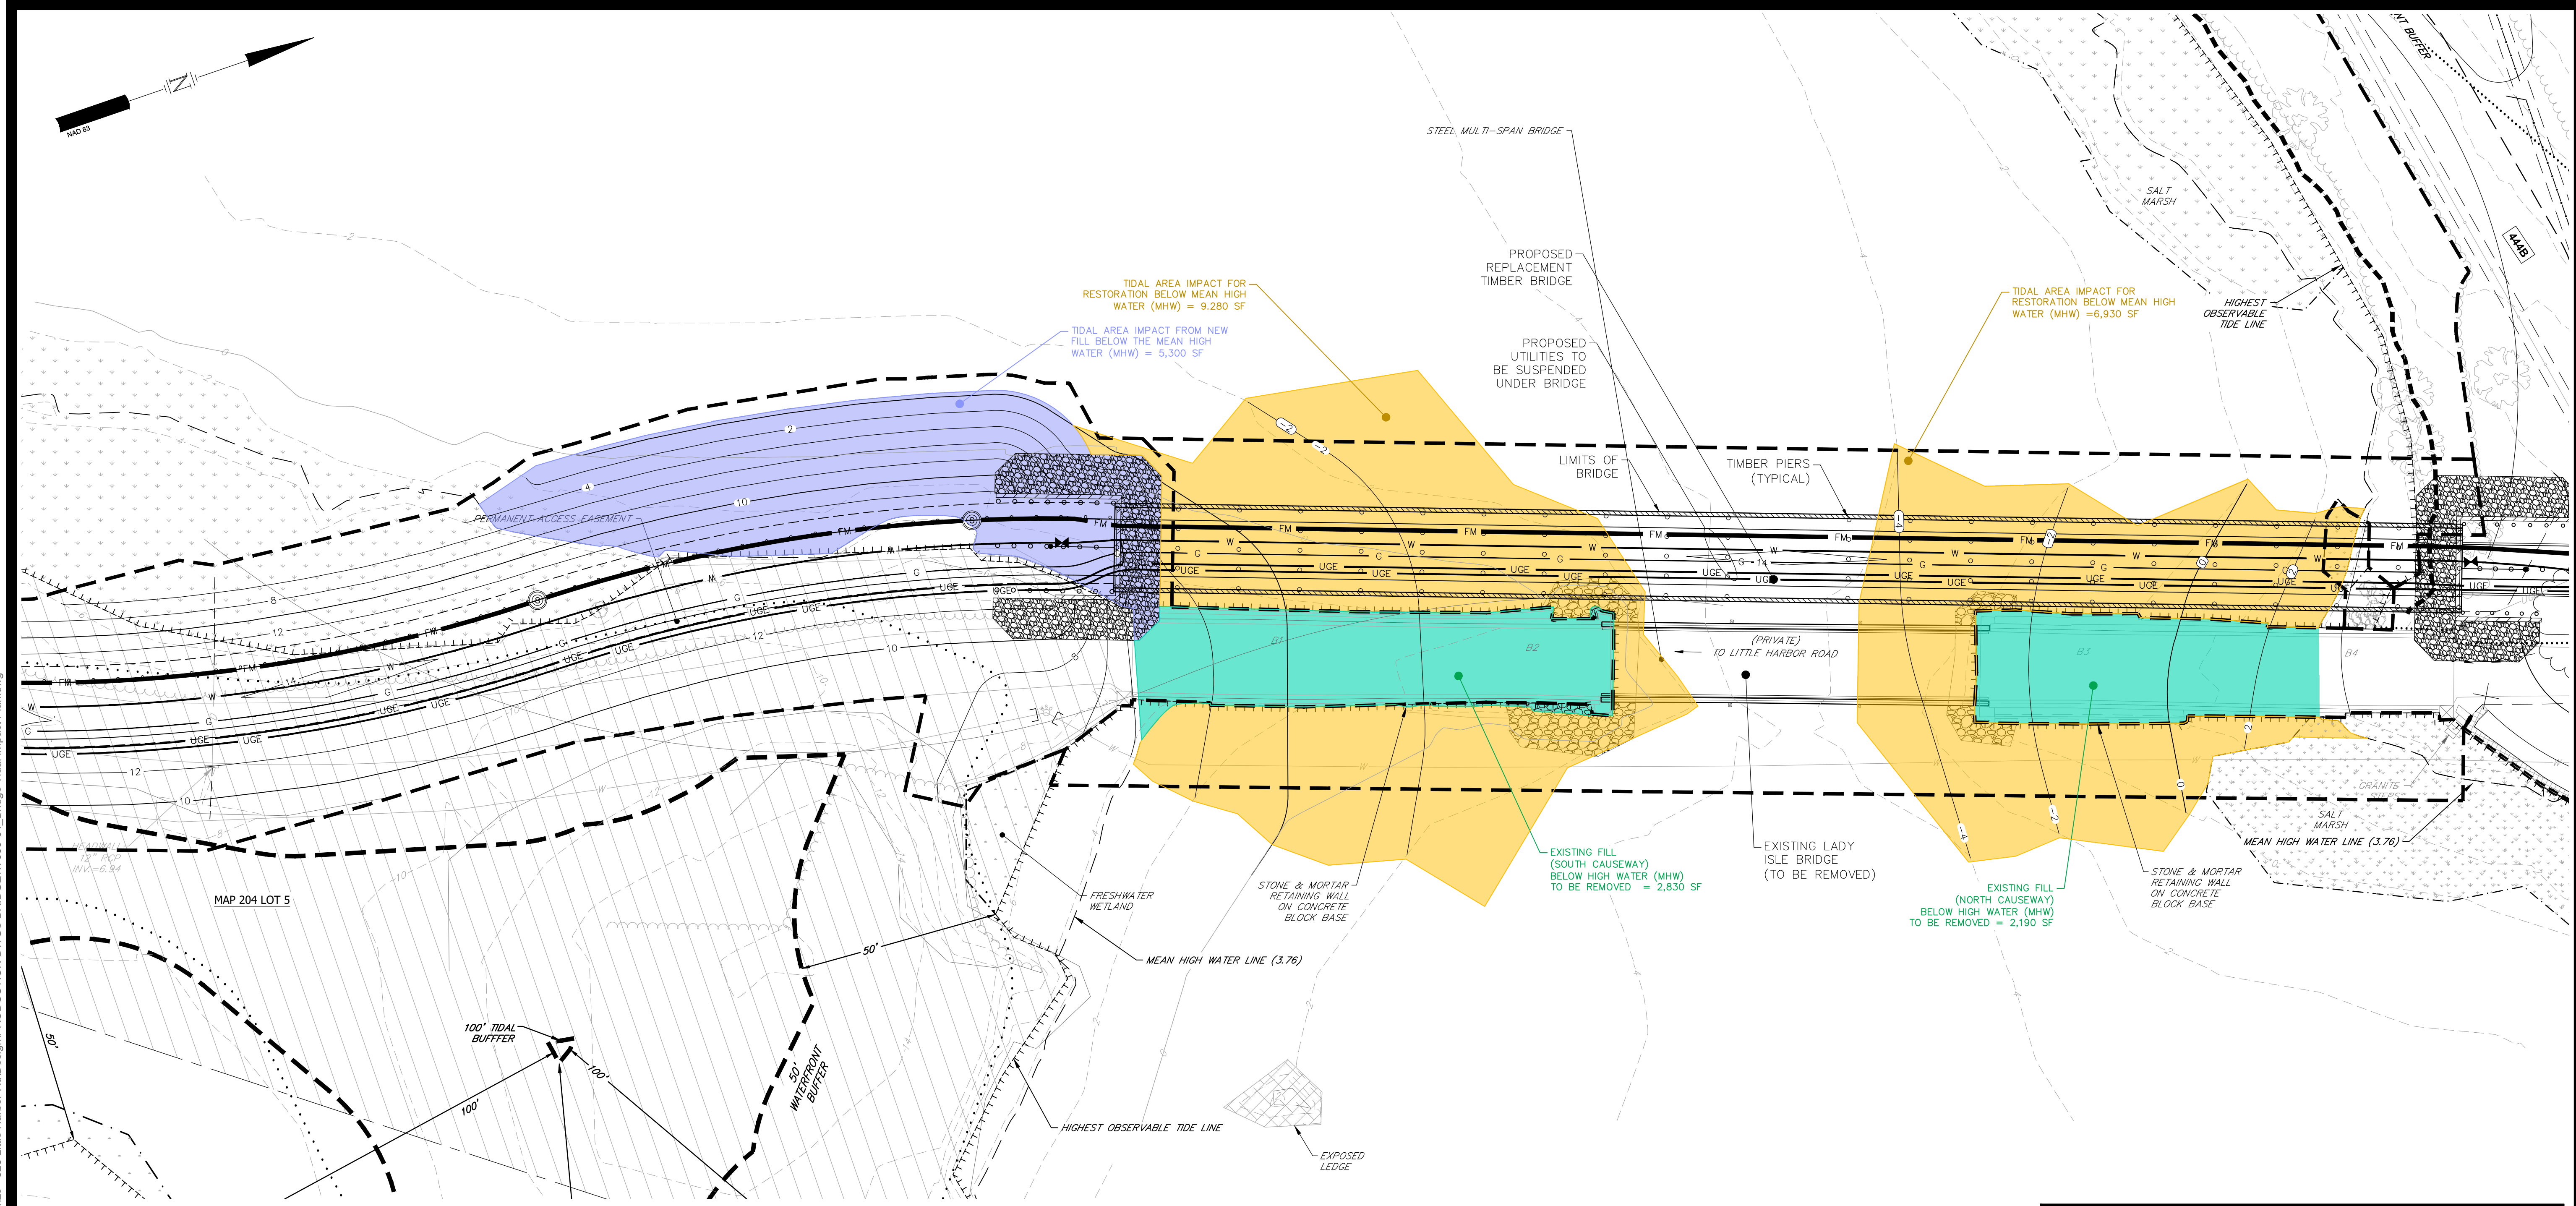 N
NAD 83
STEEL MULTI-SPAN BRIDGE
PROPOSED
REPLACEMENT
TIMBER BRIDGE
PROPOSED
UTILITIES TO
BE SUSPENDED
UNDER BRIDGE
LIMITS OF
BRIDGE
TIMBER PIERS
(TYPICAL)
TIDAL AREA IMPACT FOR
RESTORATION BELOW MEAN HIGH
WATER (MHW) = 9.280 SF
TIDAL AREA IMPACT FROM NEW
FILL BELOW THE MEAN HIGH
WATER (MHW) = 5,300 SF
TIDAL AREA IMPACT FOR
RESTORATION BELOW MEAN HIGH
WATER (MHW) =6,930 SF
SALT
MARSH
HIGHEST
OBSERVABLE
TIDE LINE
444B
BUFFER
PERMANENT ACCESS EASEMENT
(PRIVATE)
TO LITTLE HARBOR ROAD
B1
B2
B3
B4
EXISTING LADY
ISLE BRIDGE
(TO BE REMOVED)
EXISTING FILL
(SOUTH CAUSEWAY)
BELOW HIGH WATER (MHW)
TO BE REMOVED = 2,830 SF
STONE & MORTAR
RETAINING WALL
ON CONCRETE
BLOCK BASE
EXISTING FILL
(NORTH CAUSEWAY)
BELOW HIGH WATER (MHW)
TO BE REMOVED = 2,190 SF
STONE & MORTAR
RETAINING WALL
ON CONCRETE
BLOCK BASE
GRANITE
STEPS
SALT
MARSH
MEAN HIGH WATER LINE (3.76)
HEADWALL
12" RCP
INV.=6.94
MAP 204 LOT 5
FRESHWATER
WETLAND
MEAN HIGH WATER LINE (3.76)
50'
50'
100' TIDAL
BUFFFER
100'
100'
50'
WATERFRONT
BUFFER
HIGHEST OBSERVABLE TIDE LINE
EXPOSED
LEDGE